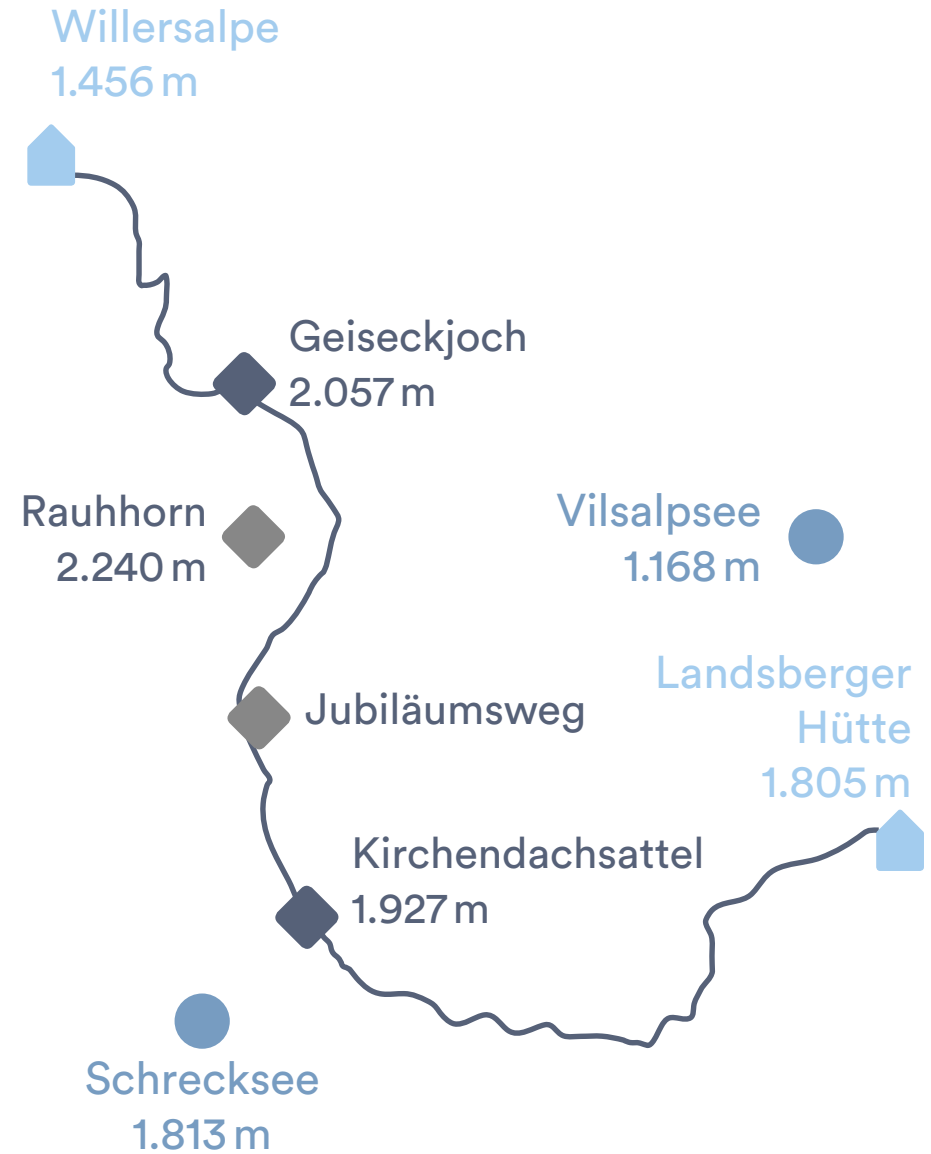 Willersalpe
1.456 m
Geiseckjoch
2.057 m
Rauhhorn
2.240 m
Vilsalpsee
1.168 m
Landsberger
Hütte
1.805 m
Jubiläumsweg
Kirchendachsattel
1.927 m
Schrecksee
1.813 m